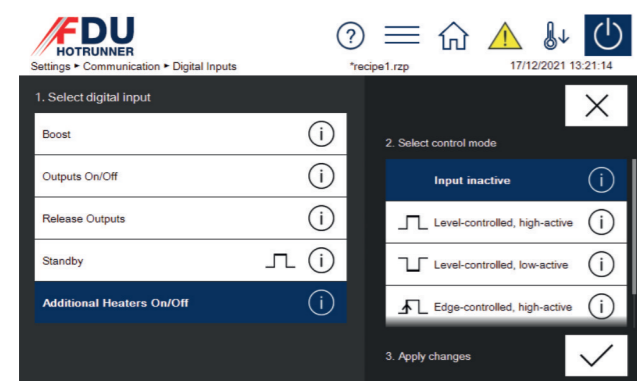 FDU
HOTRUNNER
Settings ▸ Communication ▸ Digital Inputs
*recipe1.rzp
17/12/2021 13:21:14
1. Select digital input
Boost
Outputs On/Off
Release Outputs
Standby
Additional Heaters On/Off
2. Select control mode
Input inactive
Level-controlled, high-active
Level-controlled, low-active
Edge-controlled, high-active
3. Apply changes